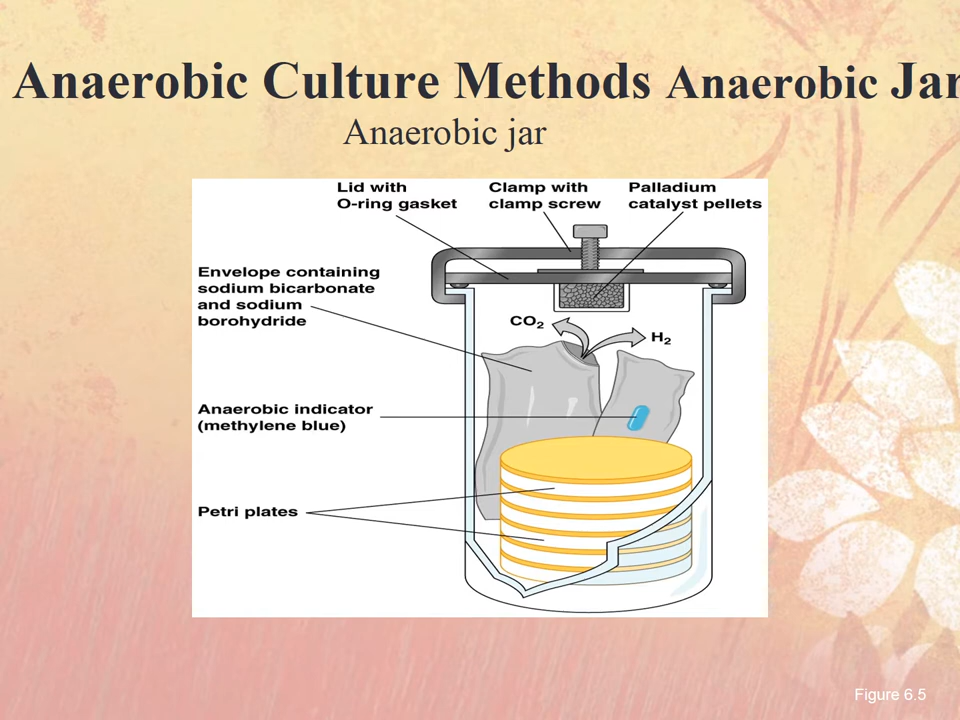 Anaerobic Culture Methods Anaerobic Jar
Anaerobic jar
Lid with
O-ring gasket
Clamp with
clamp screw
Palladium
catalyst pellets
Envelope containing
sodium bicarbonate
and sodium
borohydride
CO₂
H₂
Anaerobic indicator
(methylene blue)
Petri plates
Figure 6.5